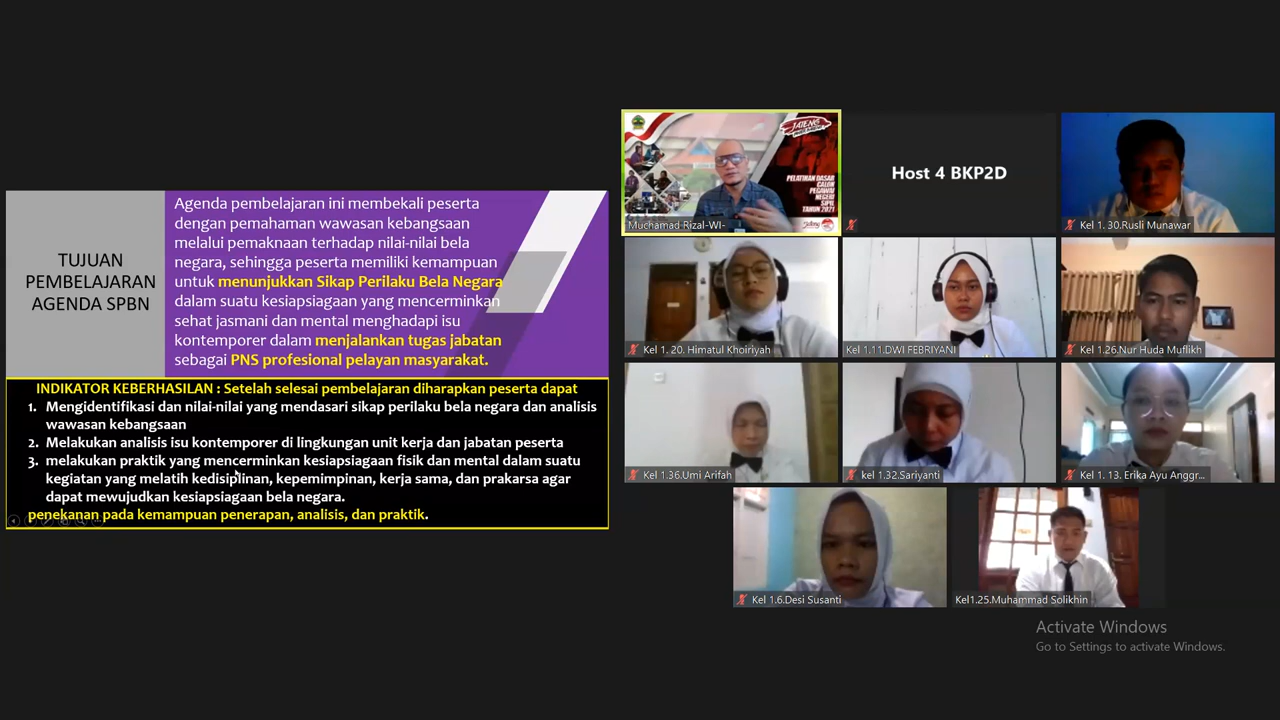 TUJUAN
PEMBELAJARAN
AGENDA SPBN
Agenda pembelajaran ini membekali peserta
dengan pemahaman wawasan kebangsaan
melalui pemaknaan terhadap nilai-nilai bela
negara, sehingga peserta memiliki kemampuan
untuk menunjukkan Sikap Perilaku Bela Negara
dalam suatu kesiapsiagaan yang mencerminkan
sehat jasmani dan mental menghadapi isu
kontemporer dalam menjalankan tugas jabatan
sebagai PNS profesional pelayan masyarakat.
INDIKATOR KEBERHASILAN : Setelah selesai pembelajaran diharapkan peserta dapat
1. Mengidentifikasi dan nilai-nilai yang mendasari sikap perilaku bela negara dan analisis
wawasan kebangsaan
2. Melakukan analisis isu kontemporer di lingkungan unit kerja dan jabatan peserta
3. melakukan praktik yang mencerminkan kesiapsiagaan fisik dan mental dalam suatu
kegiatan yang melatih kedisiplinan, kepemimpinan, kerja sama, dan prakarsa agar
dapat mewujudkan kesiapsiagaan bela negara.
penekanan pada kemampuan penerapan, analisis, dan praktik.
JATENG
PELATIHAN DASAR
CALON
PEGAWAI
NEGERI
SIPIL
TAHUN 2021
Muchamad Rizal-WI-
Host 4 BKP2D
Kel 1. 30.Rusli Munawar
Kel 1. 20. Himatul Khoiriyah
Kel 1.11.DWI FEBRIYANI
Kel 1.26.Nur Huda Muflikh
Kel 1.36.Umi Arifah
kel 1.32.Sariyanti
Kel 1. 13. Erika Ayu Anggr...
Kel 1.6.Desi Susanti
Kel1.25.Muhammad Solikhin
Activate Windows
Go to Settings to activate Windows.